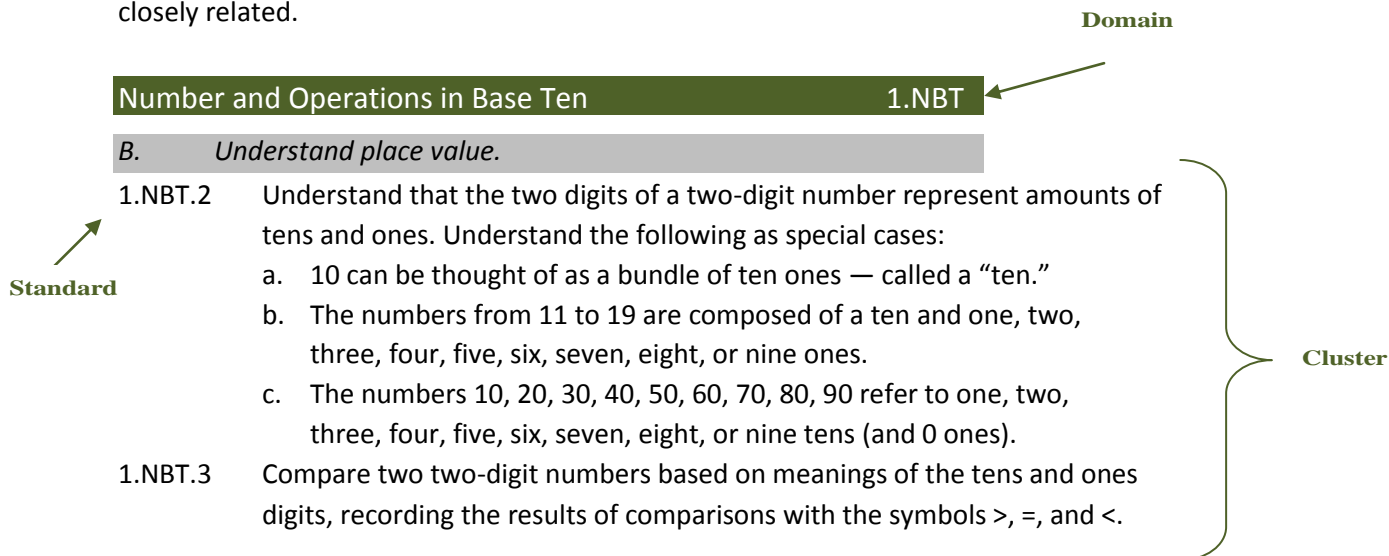 closely related.
Domain
Number and Operations in Base Ten 1.NBT
B. Understand place value.
1.NBT.2 Understand that the two digits of a two-digit number represent amounts of
tens and ones. Understand the following as special cases:
Standard
a. 10 can be thought of as a bundle of ten ones — called a “ten.”
b. The numbers from 11 to 19 are composed of a ten and one, two,
three, four, five, six, seven, eight, or nine ones.
Cluster
c. The numbers 10, 20, 30, 40, 50, 60, 70, 80, 90 refer to one, two,
three, four, five, six, seven, eight, or nine tens (and 0 ones).
1.NBT.3 Compare two two-digit numbers based on meanings of the tens and ones
digits, recording the results of comparisons with the symbols >, =, and <.